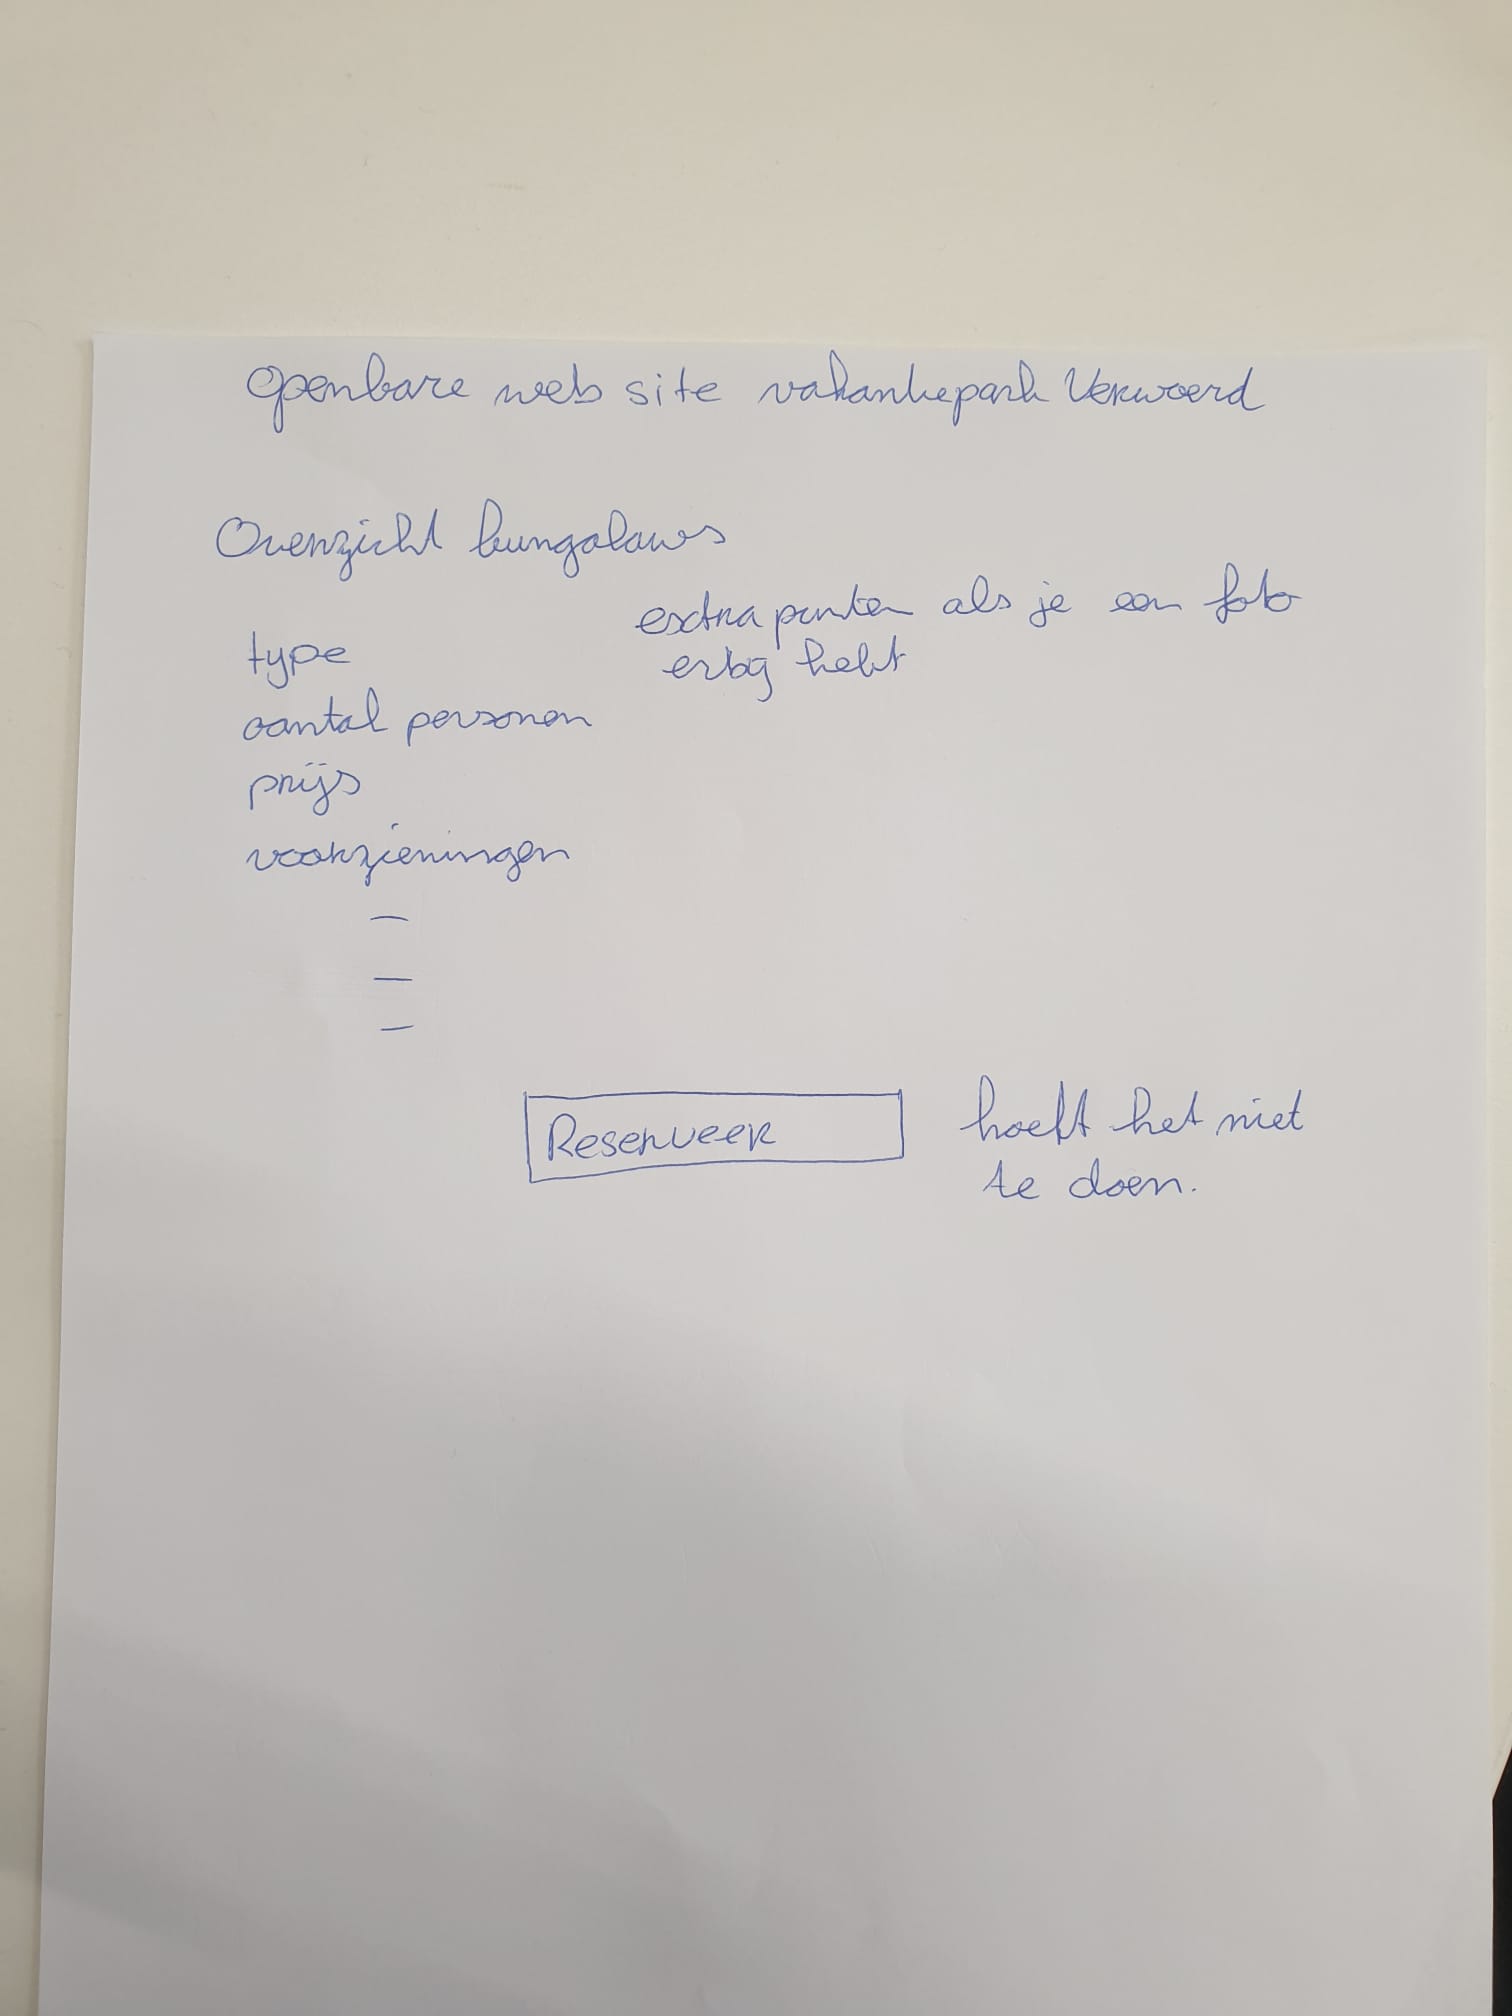 Openbare web site vakantiepark Verwoerd
Overzicht bungalows
extra punten als je een foto
erbij hebt
type
aantal personen
prijs
voorzieningen
–
–
–
Reserveer
hoeft het niet
te doen.